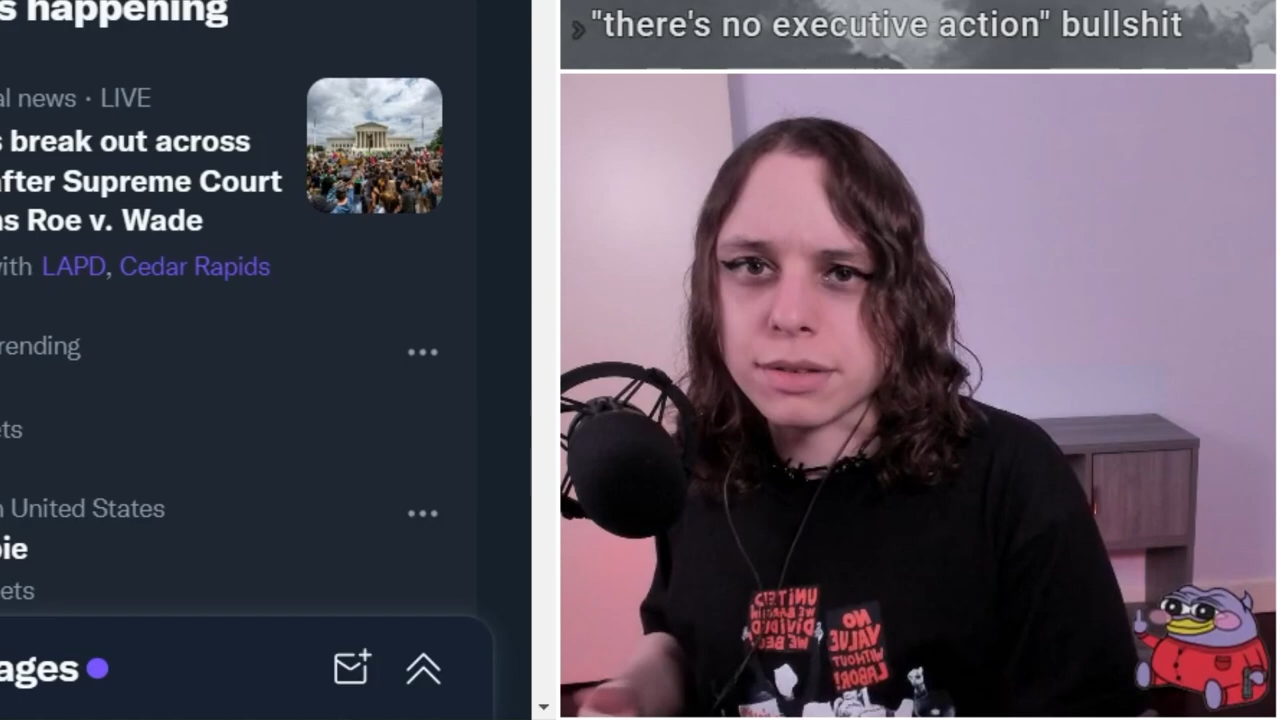 s happening
"there's no executive action" bullshit
al news · LIVE
s break out across
after Supreme Court
ns Roe v. Wade
with LAPD, Cedar Rapids
rending
ets
n United States
pie
ets
ages
UNITED
WE BARGAIN
DIVIDED
WE BEG
NO
VALUE
WITHOUT
LABOR!